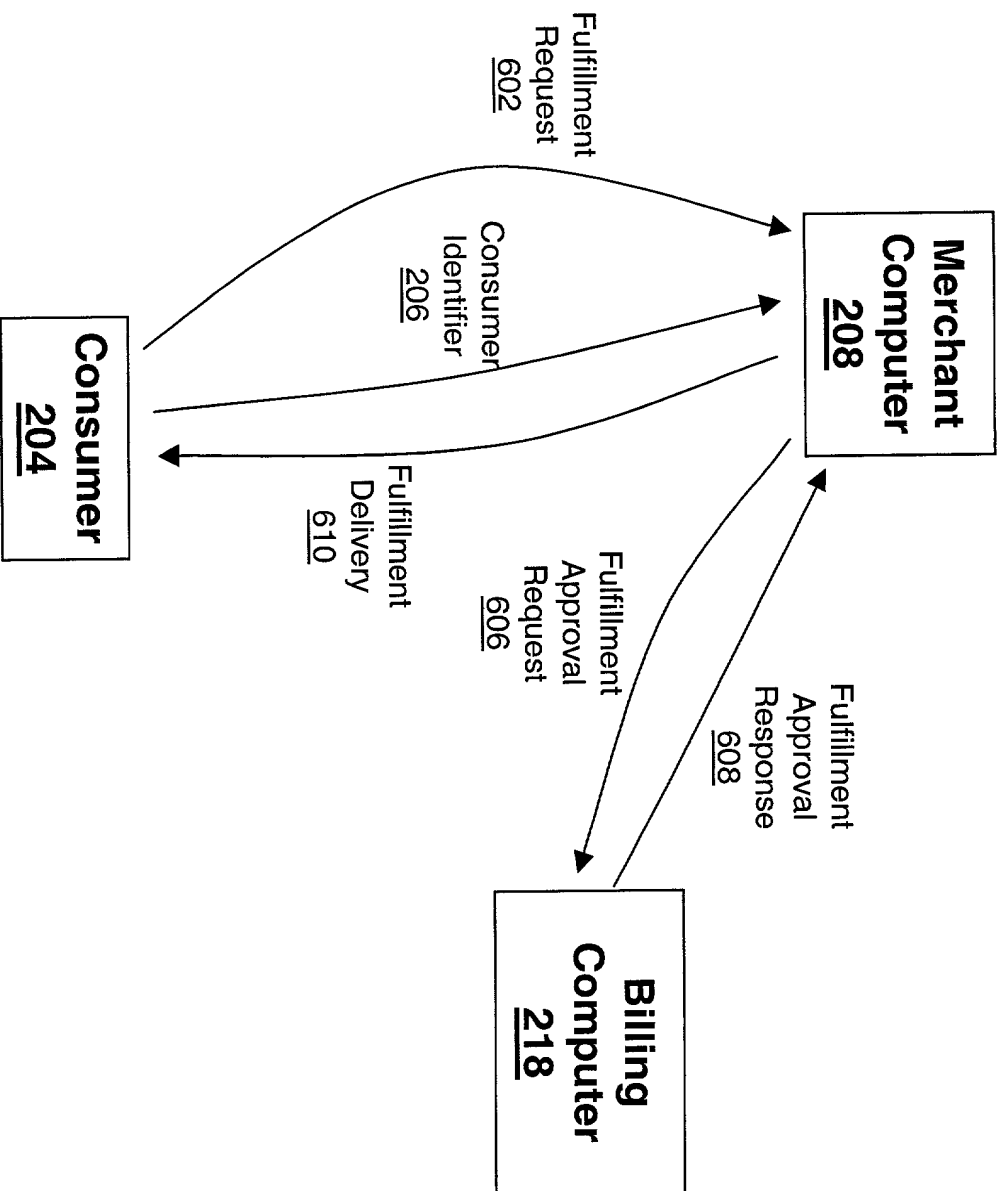 Merchant
Computer
208
Fulfillment
Request
602
Consumer
Identifier
206
Fulfillment
Approval
Response
608
Fulfillment
Approval
Request
606
Fulfillment
Delivery
610
Billing
Computer
218
Consumer
204